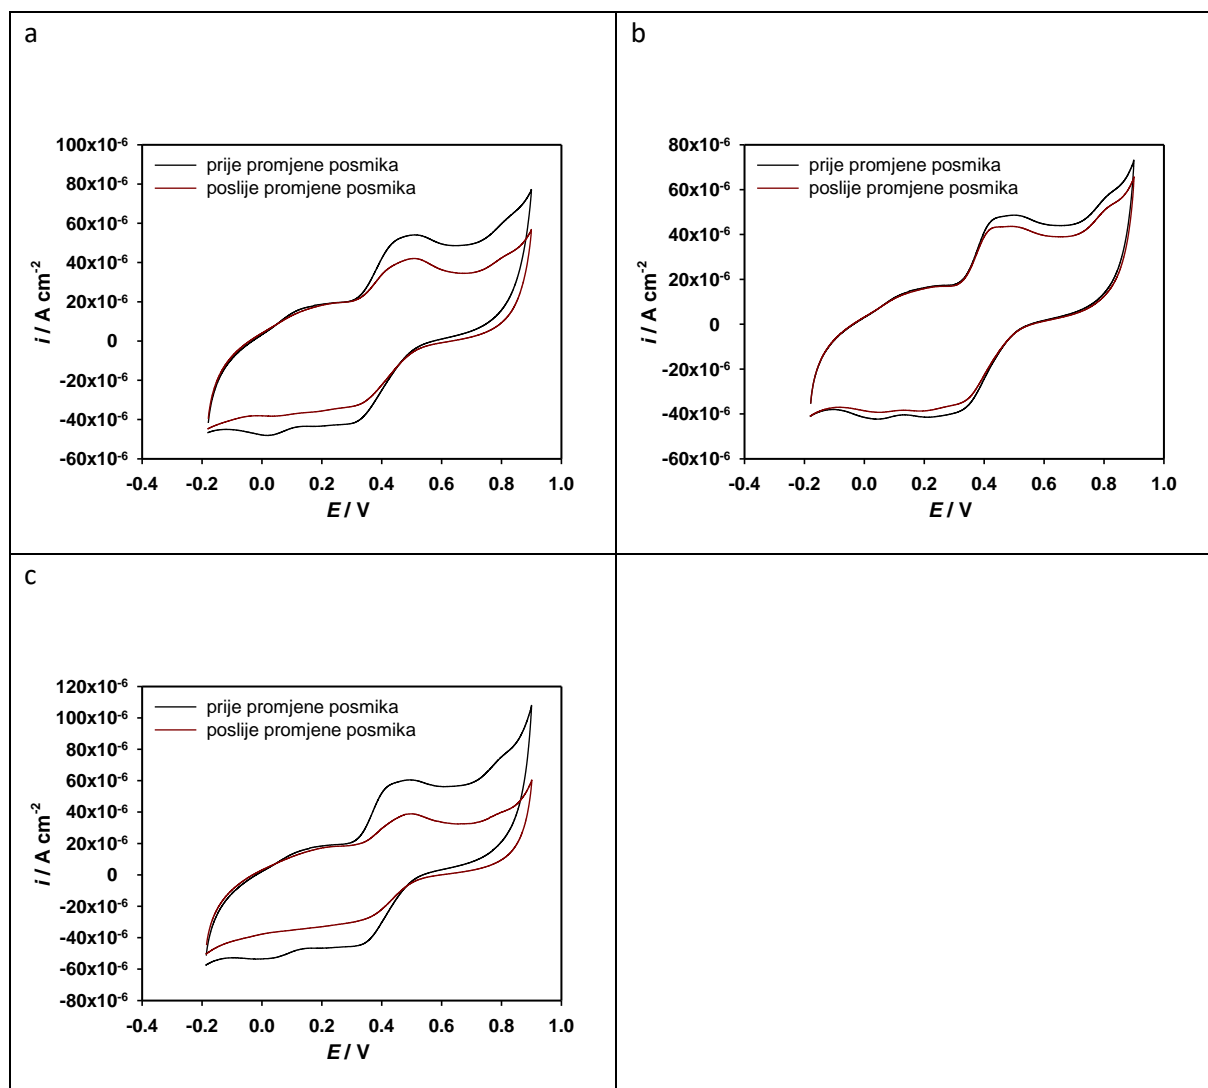 a
100x10⁻⁶
80x10⁻⁶
60x10⁻⁶
40x10⁻⁶
20x10⁻⁶
0
-20x10⁻⁶
-40x10⁻⁶
-60x10⁻⁶
i / A cm⁻²
prije promjene posmika
poslije promjene posmika
-0.4 -0.2 0.0 0.2 0.4 0.6 0.8 1.0
E / V
b
80x10⁻⁶
60x10⁻⁶
40x10⁻⁶
20x10⁻⁶
0
-20x10⁻⁶
-40x10⁻⁶
-60x10⁻⁶
i / A cm⁻²
prije promjene posmika
poslije promjene posmika
-0.4 -0.2 0.0 0.2 0.4 0.6 0.8 1.0
E / V
c
120x10⁻⁶
100x10⁻⁶
80x10⁻⁶
60x10⁻⁶
40x10⁻⁶
20x10⁻⁶
0
-20x10⁻⁶
-40x10⁻⁶
-60x10⁻⁶
-80x10⁻⁶
i / A cm⁻²
prije promjene posmika
poslije promjene posmika
-0.4 -0.2 0.0 0.2 0.4 0.6 0.8 1.0
E / V